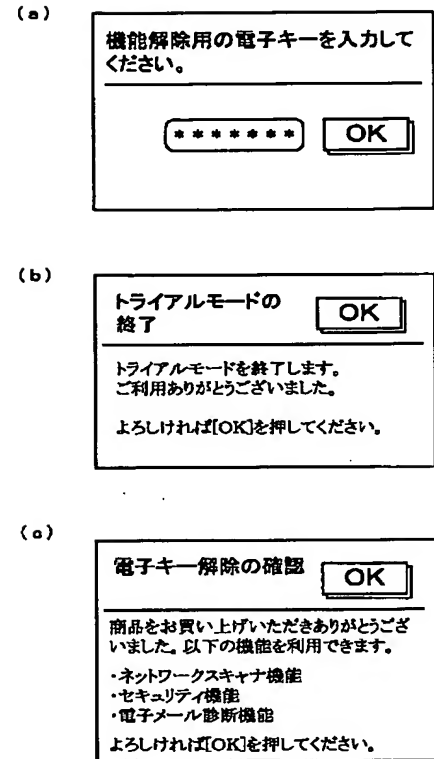 (a)
機能解除用の電子キーを入力して
ください。
*******
OK
(b)
トライアルモードの
終了
OK
トライアルモードを終了します。
ご利用ありがとうございました。
よろしければ[OK]を押してください。
(c)
電子キー解除の確認
OK
商品をお買い上げいただきありがとうござ
いました。以下の機能を利用できます。
・ネットワークスキャナ機能
・セキュリティ機能
・電子メール診断機能
よろしければ[OK]を押してください。